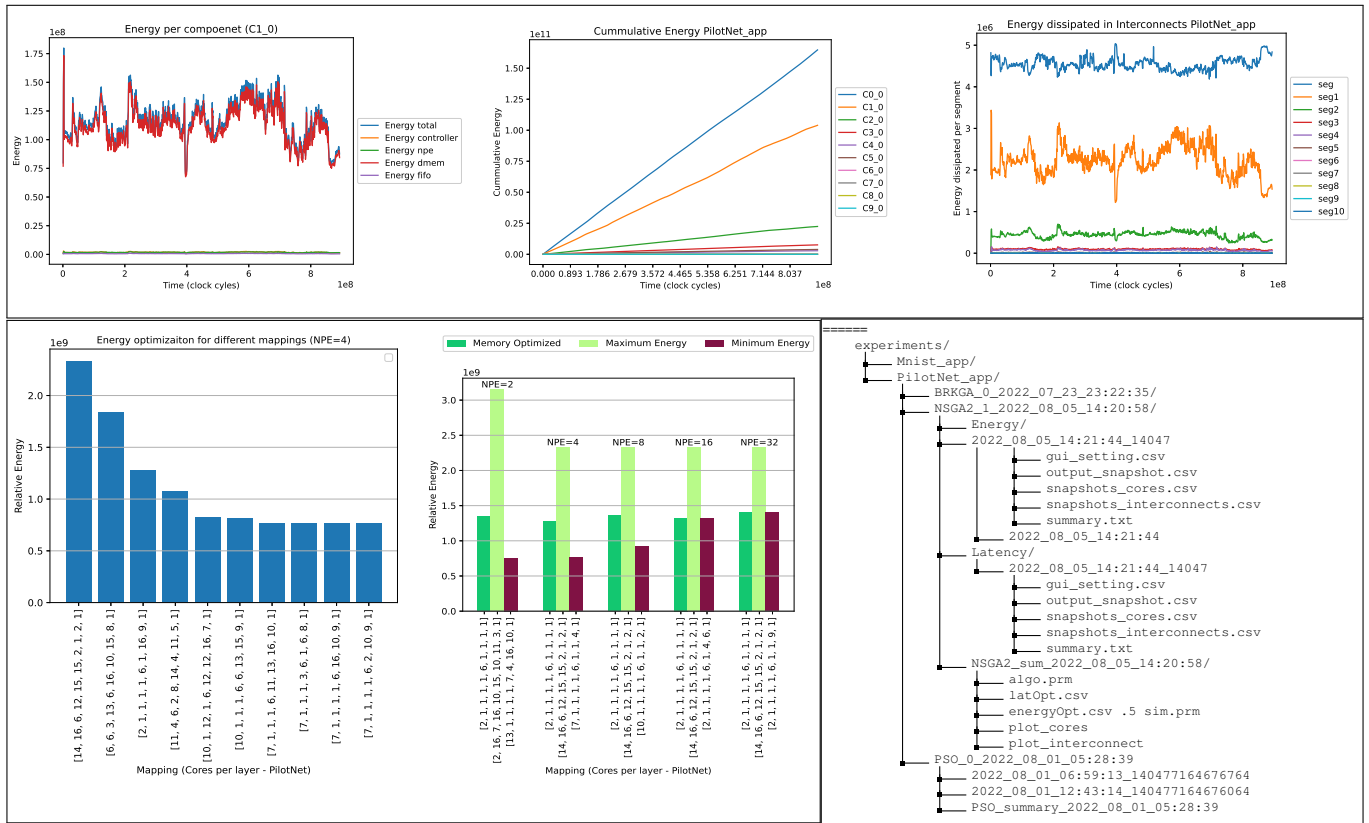 Energy per compoenet (C1_0)
1e8
1.75
1.50
1.25
1.00
0.75
0.50
0.25
0.00
Energy
0
2
4
6
8
1e8
Time (clock cyles)
Energy total
Energy controller
Energy npe
Energy dmem
Energy fifo
Cummulative Energy PilotNet_app
1e11
1.50
1.25
1.00
0.75
0.50
0.25
0.00
Cummulative Energy
0.000 0.893 1.786 2.679 3.572 4.465 5.358 6.251 7.144 8.037
1e8
Time (clock cycles)
C0_0
C1_0
C2_0
C3_0
C4_0
C5_0
C6_0
C7_0
C8_0
C9_0
Energy dissipated in Interconnects PilotNet_app
1e6
5
4
3
2
1
0
Energy dissipated per segment
0
2
4
6
8
1e8
Time (clock cycles)
seg
seg1
seg2
seg3
seg4
seg5
seg6
seg7
seg8
seg9
seg10
Energy optimizaiton for different mappings (NPE=4)
1e9
2.0
1.5
1.0
0.5
0.0
Relative Energy
[14, 16, 6, 12, 15, 15, 2, 1, 2, 1]
[6, 6, 3, 13, 6, 16, 10, 15, 8, 1]
[2, 1, 1, 1, 1, 6, 1, 16, 9, 1]
[11, 4, 6, 2, 8, 14, 4, 11, 5, 1]
[10, 1, 12, 1, 6, 12, 12, 16, 7, 1]
[10, 1, 1, 1, 1, 6, 6, 13, 15, 9, 1]
[7, 1, 1, 1, 6, 11, 13, 16, 10, 1]
[7, 1, 1, 1, 3, 6, 1, 6, 8, 1]
[7, 1, 1, 1, 1, 6, 16, 10, 9, 1]
[7, 1, 1, 1, 1, 6, 2, 10, 9, 1]
Mapping (Cores per layer - PilotNet)
Memory Optimized
Maximum Energy
Minimum Energy
1e9
3.0
2.5
2.0
1.5
1.0
0.5
0.0
Relative Energy
NPE=2
NPE=4
NPE=8
NPE=16
NPE=32
[2, 1, 1, 1, 1, 6, 1, 1, 1, 1]
[2, 16, 7, 16, 10, 15, 10, 11, 3, 1]
[13, 1, 1, 1, 1, 7, 4, 16, 10, 1]
[2, 1, 1, 1, 1, 6, 1, 1, 1, 1]
[14, 16, 6, 12, 15, 15, 2, 1, 2, 1]
[7, 1, 1, 1, 1, 6, 1, 1, 4, 1]
[2, 1, 1, 1, 1, 6, 1, 1, 1, 1]
[14, 16, 6, 12, 15, 15, 2, 1, 2, 1]
[10, 1, 1, 1, 1, 6, 1, 1, 2, 1]
[2, 1, 1, 1, 1, 6, 1, 1, 1, 1]
[14, 16, 6, 12, 15, 15, 2, 1, 2, 1]
[2, 1, 1, 1, 1, 6, 1, 4, 6, 1]
[2, 1, 1, 1, 1, 6, 1, 1, 1, 1]
[14, 16, 6, 12, 15, 15, 2, 1, 2, 1]
[2, 1, 1, 1, 1, 6, 1, 1, 9, 1]
Mapping (Cores per layer - PilotNet)
======
experiments/
Mnist_app/
PilotNet_app/
BRKGA_0_2022_07_23_23:22:35/
NSGA2_1_2022_08_05_14:20:58/
Energy/
2022_08_05_14:21:44_14047
gui_setting.csv
output_snapshot.csv
snapshots_cores.csv
snapshots_interconnects.csv
summary.txt
2022_08_05_14:21:44
Latency/
2022_08_05_14:21:44_14047
gui_setting.csv
output_snapshot.csv
snapshots_cores.csv
snapshots_interconnects.csv
summary.txt
NSGA2_sum_2022_08_05_14:20:58/
algo.prm
latOpt.csv
energyOpt.csv .5 sim.prm
plot_cores
plot_interconnect
PSO_0_2022_08_01_05:28:39
2022_08_01_06:59:13_140477164676764
2022_08_01_12:43:14_140477164676064
PSO_summary_2022_08_01_05:28:39